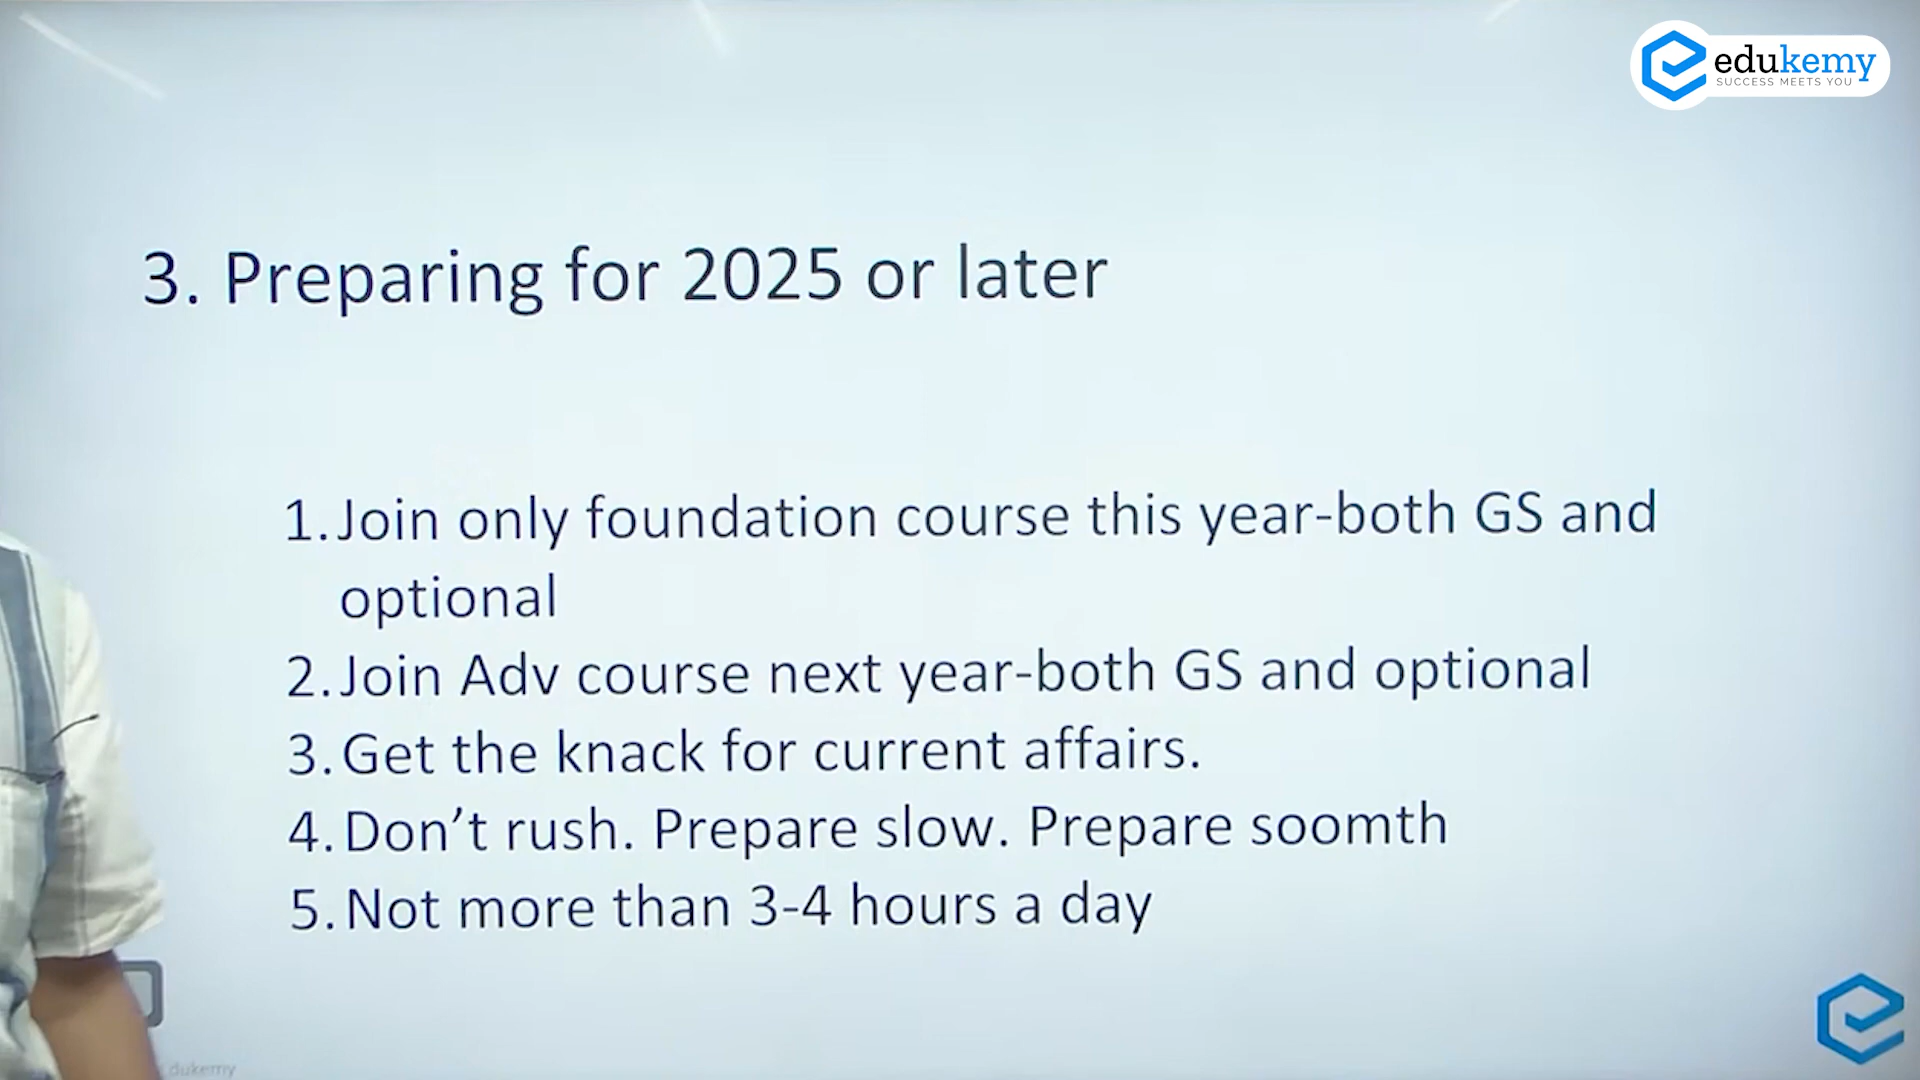 edukemy
SUCCESS MEETS YOU
3. Preparing for 2025 or later
1. Join only foundation course this year-both GS and
optional
2. Join Adv course next year-both GS and optional
3. Get the knack for current affairs.
4. Don’t rush. Prepare slow. Prepare soomth
5. Not more than 3-4 hours a day
dukemy